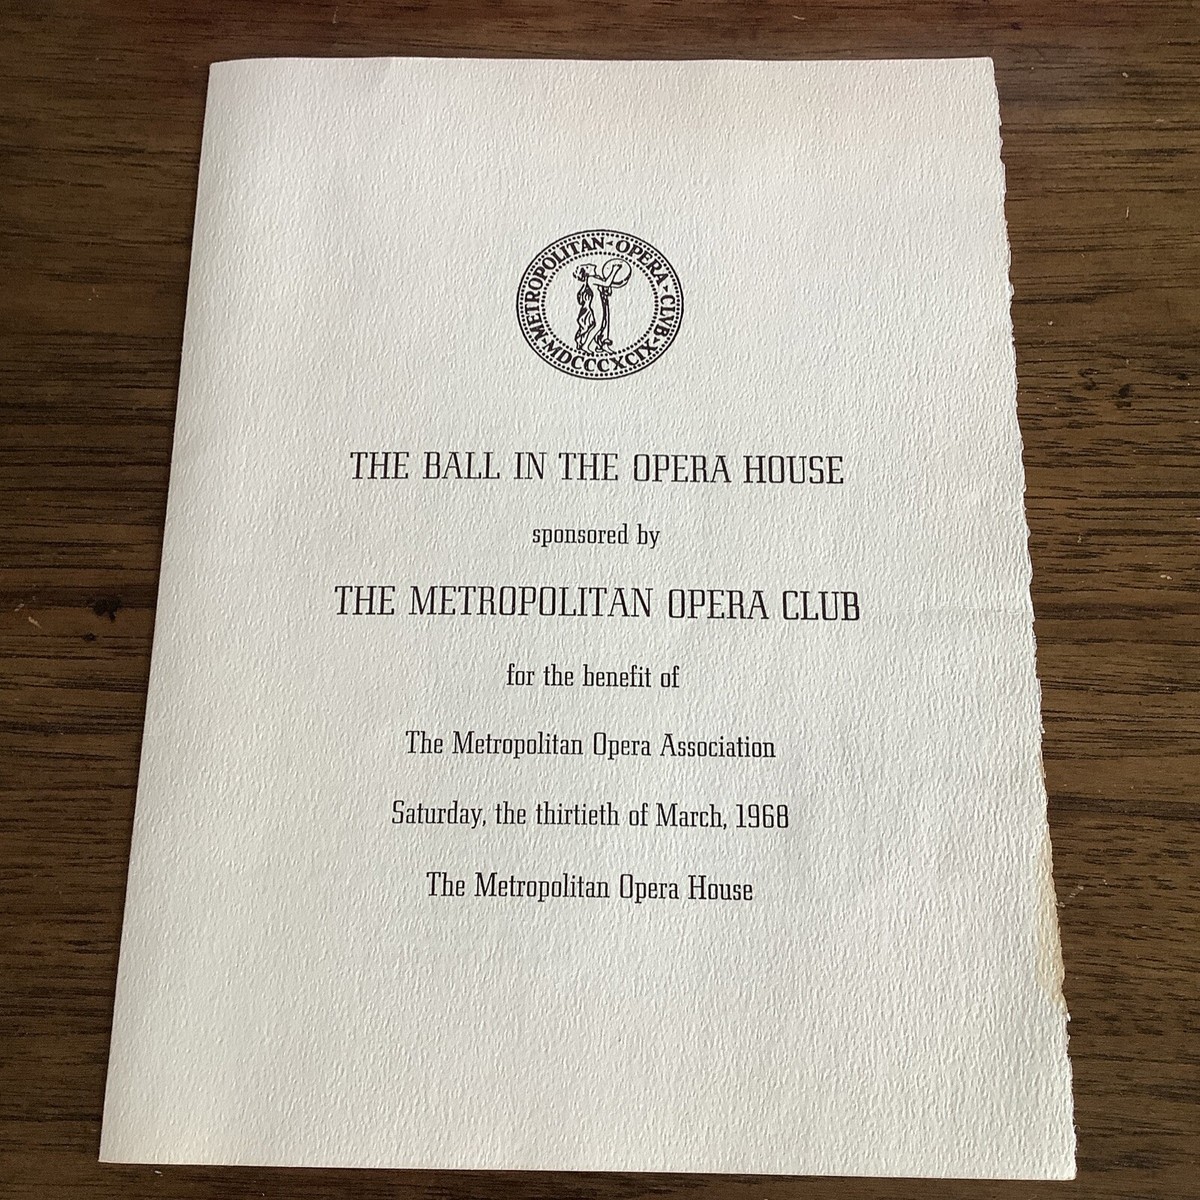 METROPOLITAN · OPERA · CLVB · XIX · MDCCCXCIX ·
THE BALL IN THE OPERA HOUSE
sponsored by
THE METROPOLITAN OPERA CLUB
for the benefit of
The Metropolitan Opera Association
Saturday, the thirtieth of March, 1968
The Metropolitan Opera House